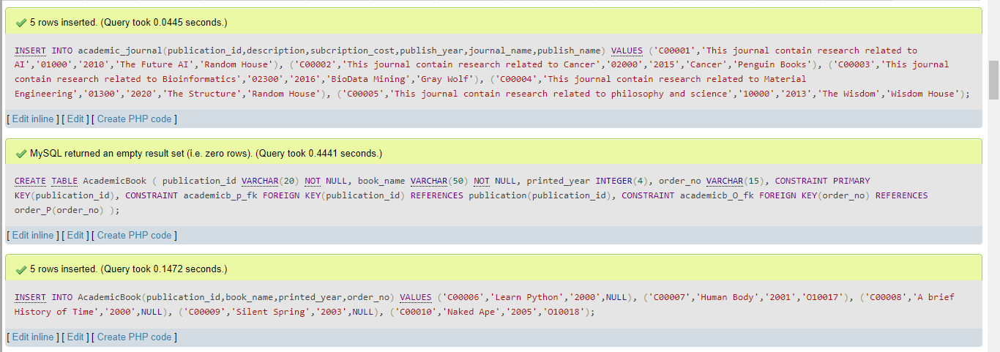 5 rows inserted. (Query took 0.0445 seconds.)
INSERT INTO academic_journal(publication_id,description,subcription_cost,publish_year,journal_name,publish_name) VALUES ('C00001','This journal contain research related to
AI','01000','2010','The Future AI','Random House'), ('C00002','This journal contain research related to Cancer','02000','2015','Cancer','Penguin Books'), ('C00003','This journal
contain research related to Bioinformatics','02300','2016','BioData Mining','Gray Wolf'), ('C00004','This journal contain research related to Material
Engineering','01300','2020','The Structure','Random House'), ('C00005','This journal contain research related to philosophy and science','10000','2013','The Wisdom','Wisdom House');
[ Edit inline ] [ Edit ] [ Create PHP code ]
MySQL returned an empty result set (i.e. zero rows). (Query took 0.4441 seconds.)
CREATE TABLE AcademicBook ( publication_id VARCHAR(20) NOT NULL, book_name VARCHAR(50) NOT NULL, printed_year INTEGER(4), order_no VARCHAR(15), CONSTRAINT PRIMARY
KEY(publication_id), CONSTRAINT academicb_p_fk FOREIGN KEY(publication_id) REFERENCES publication(publication_id), CONSTRAINT academicb_O_fk FOREIGN KEY(order_no) REFERENCES
order_P(order_no) );
[ Edit inline ] [ Edit ] [ Create PHP code ]
5 rows inserted. (Query took 0.1472 seconds.)
INSERT INTO AcademicBook(publication_id,book_name,printed_year,order_no) VALUES ('C00006','Learn Python','2000',NULL), ('C00007','Human Body','2001','O10017'), ('C00008','A brief
History of Time','2000',NULL), ('C00009','Silent Spring','2003',NULL), ('C00010','Naked Ape','2005','O10018');
[ Edit inline ] [ Edit ] [ Create PHP code ]